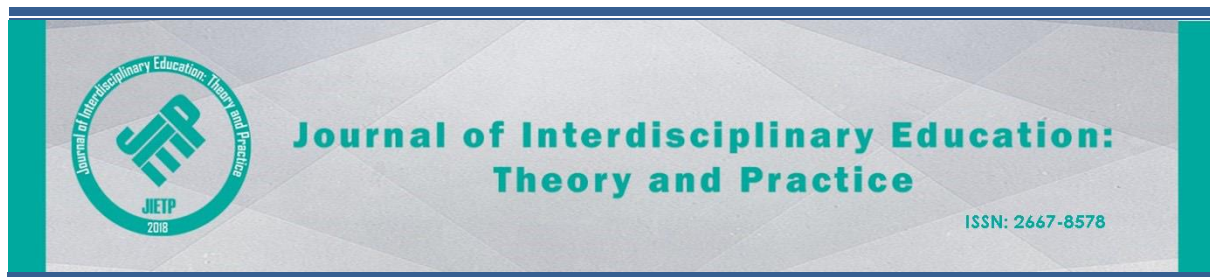 Journal of Interdisciplinary Education: Theory and Practice
JIETP
2018
Journal of Interdisciplinary Education:
Theory and Practice
ISSN: 2667-8578